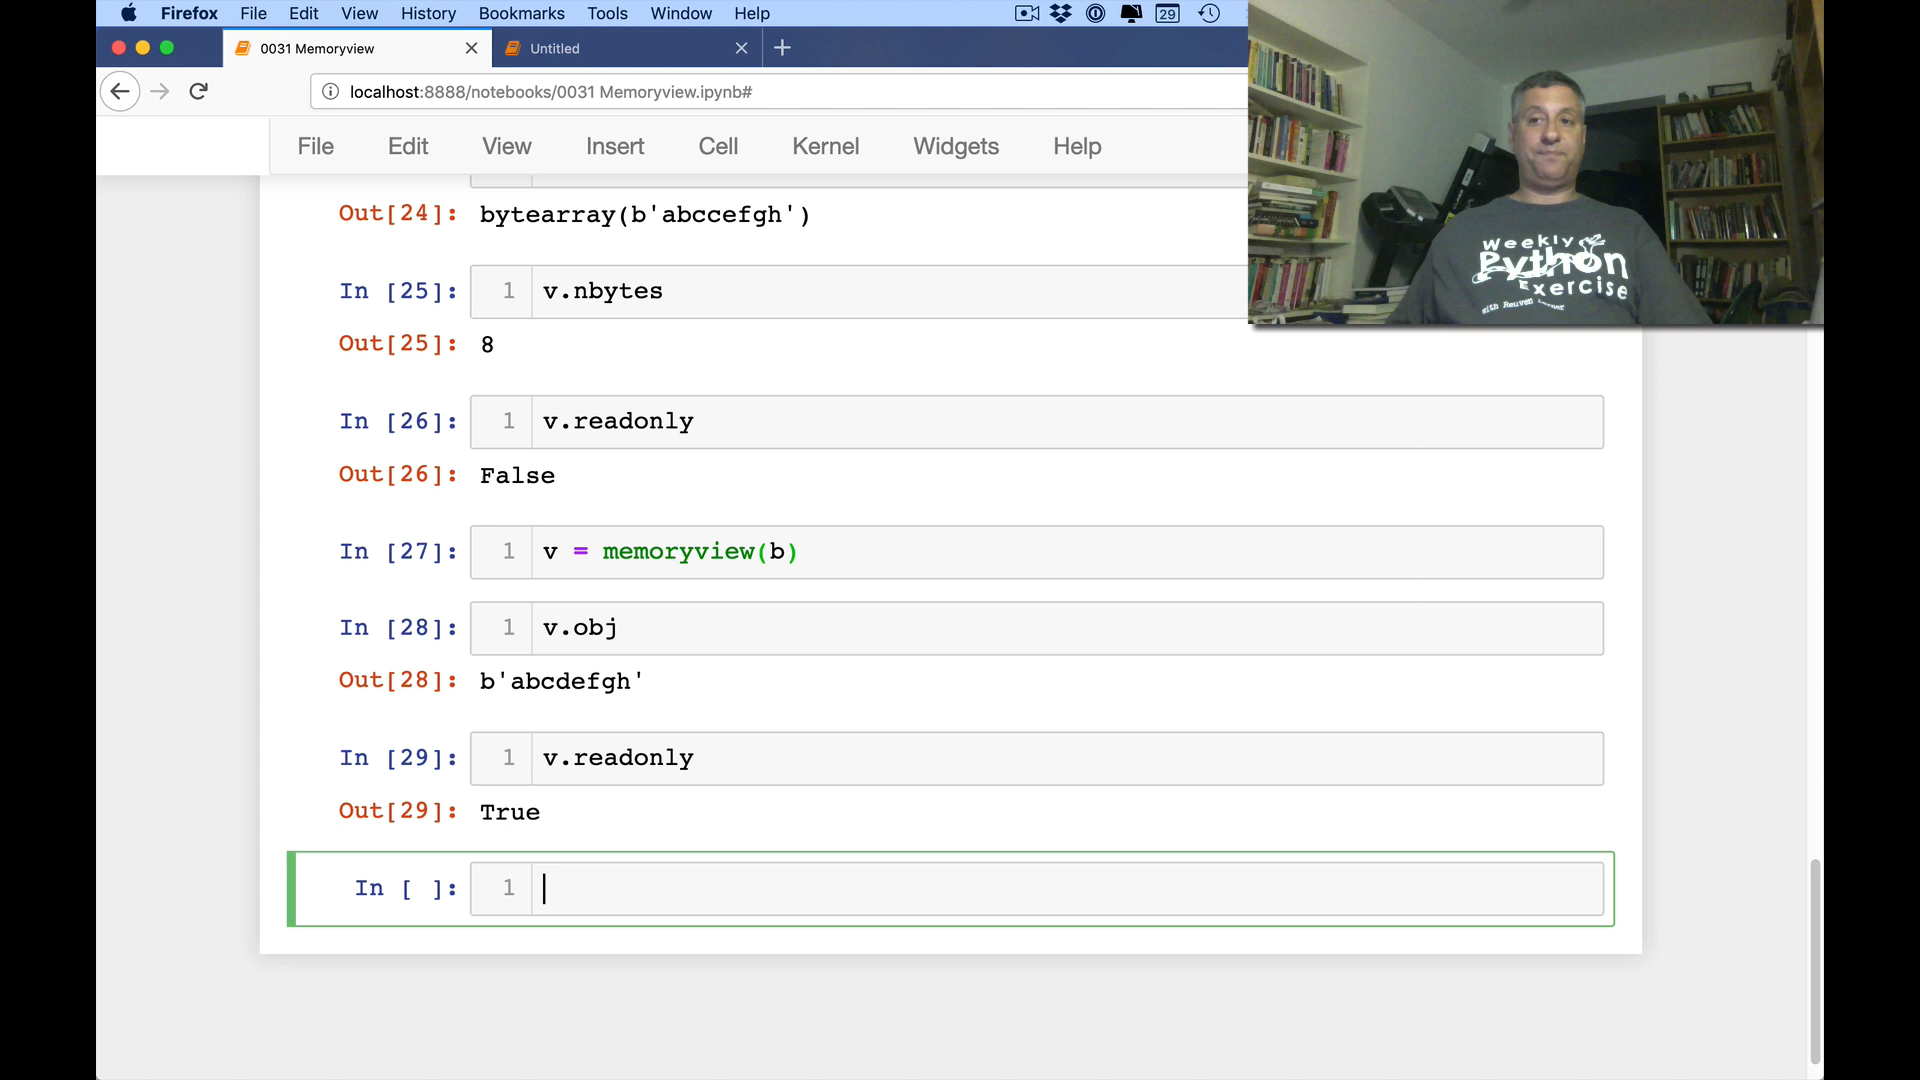 Firefox File Edit View History Bookmarks Tools Window Help 29
0031 Memoryview Untitled
localhost:8888/notebooks/0031 Memoryview.ipynb#
File Edit View Insert Cell Kernel Widgets Help
Out[24]: bytearray(b'abccefgh')
In [25]: 1 v.nbytes
Out[25]: 8
In [26]: 1 v.readonly
Out[26]: False
In [27]: 1 v = memoryview(b)
In [28]: 1 v.obj
Out[28]: b'abcdefgh'
In [29]: 1 v.readonly
Out[29]: True
In [ ]: 1
Weekly
Python
Exercise
with Reuven Lerner